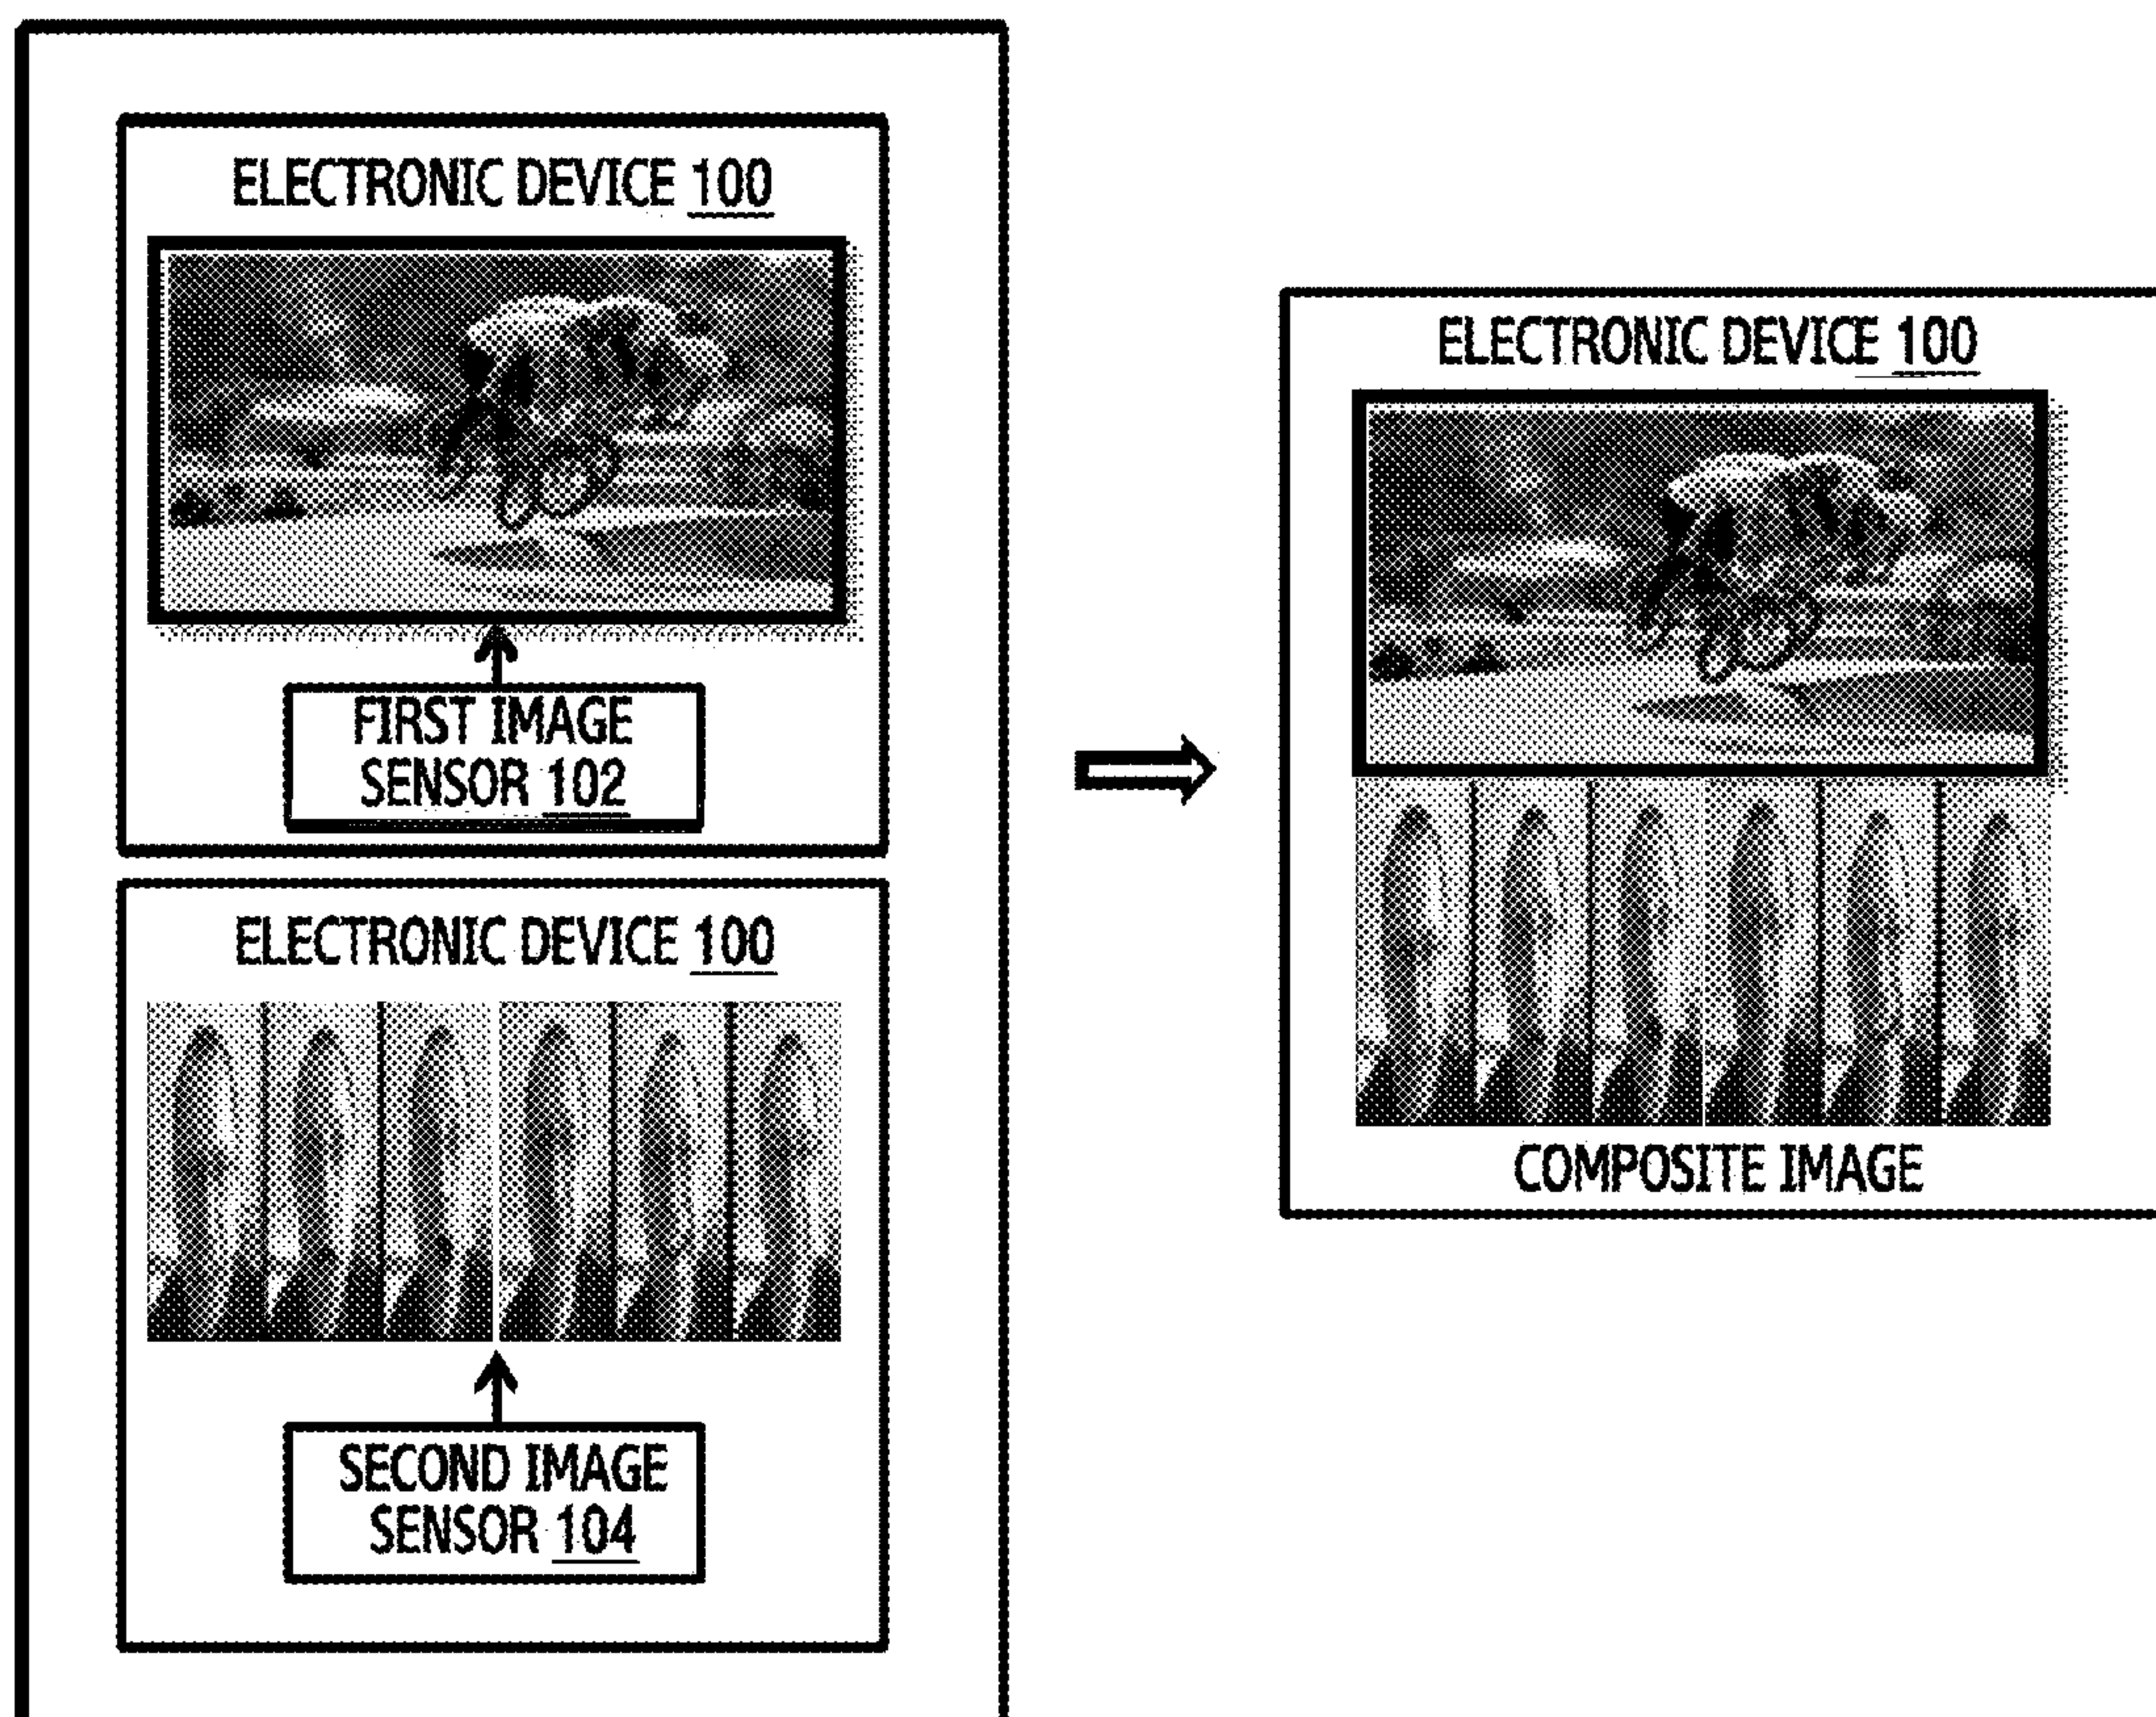 ELECTRONIC DEVICE 100
FIRST IMAGE
SENSOR 102
ELECTRONIC DEVICE 100
SECOND IMAGE
SENSOR 104
ELECTRONIC DEVICE 100
COMPOSITE IMAGE